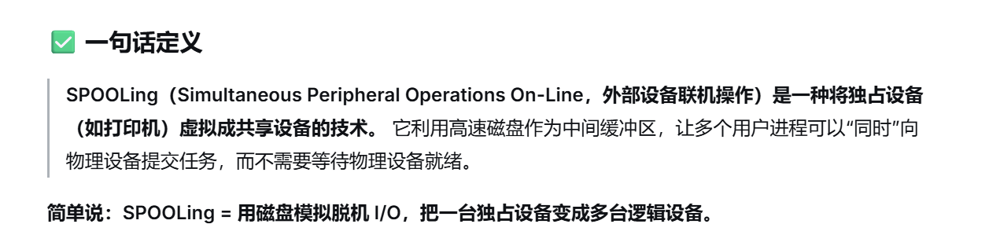 ✅ 一句话定义
SPOOLing（Simultaneous Peripheral Operations On-Line，外部设备联机操作）是一种将独占设备
（如打印机）虚拟成共享设备的技术。 它利用高速磁盘作为中间缓冲区，让多个用户进程可以“同时”向
物理设备提交任务，而不需要等待物理设备就绪。
简单说：SPOOLing = 用磁盘模拟脱机 I/O，把一台独占设备变成多台逻辑设备。